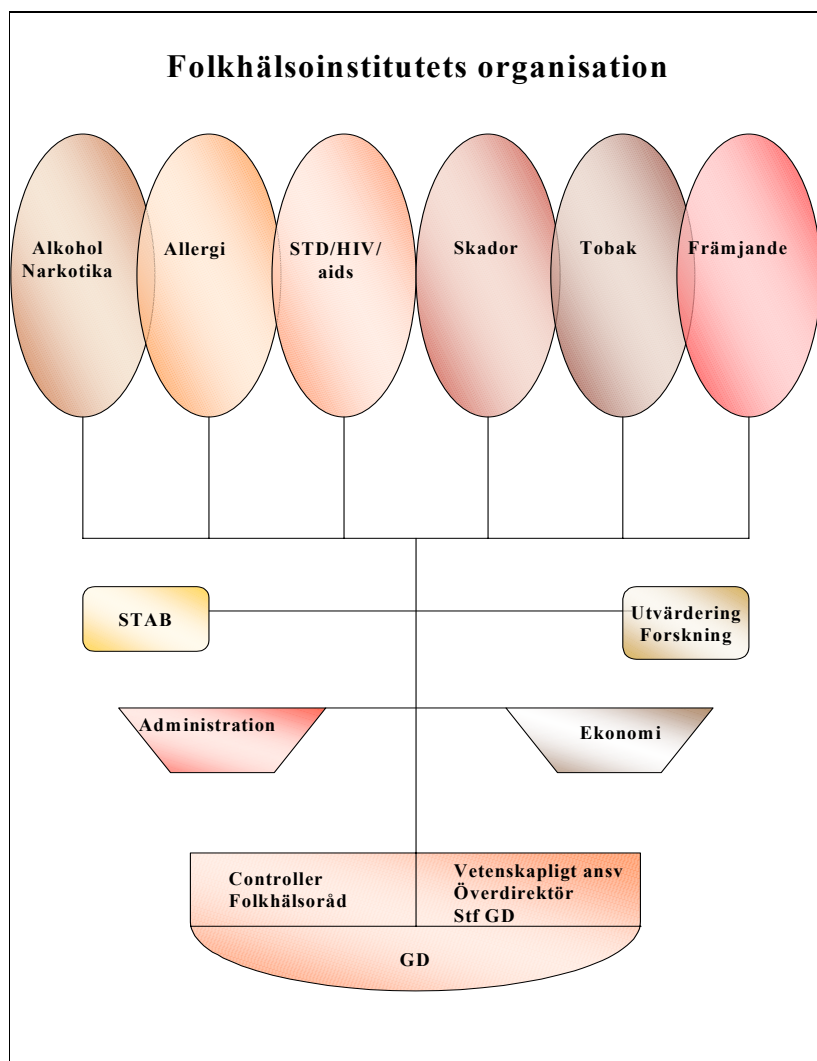 Folkhälsoinstitutets organisation
Alkohol
Narkotika
Allergi
STD/HIV/
aids
Skador
Tobak
Främjande
STAB
Utvärdering
Forskning
Administration
Ekonomi
Controller
Folkhälsoråd
Vetenskapligt ansv
Överdirektör
Stf GD
GD